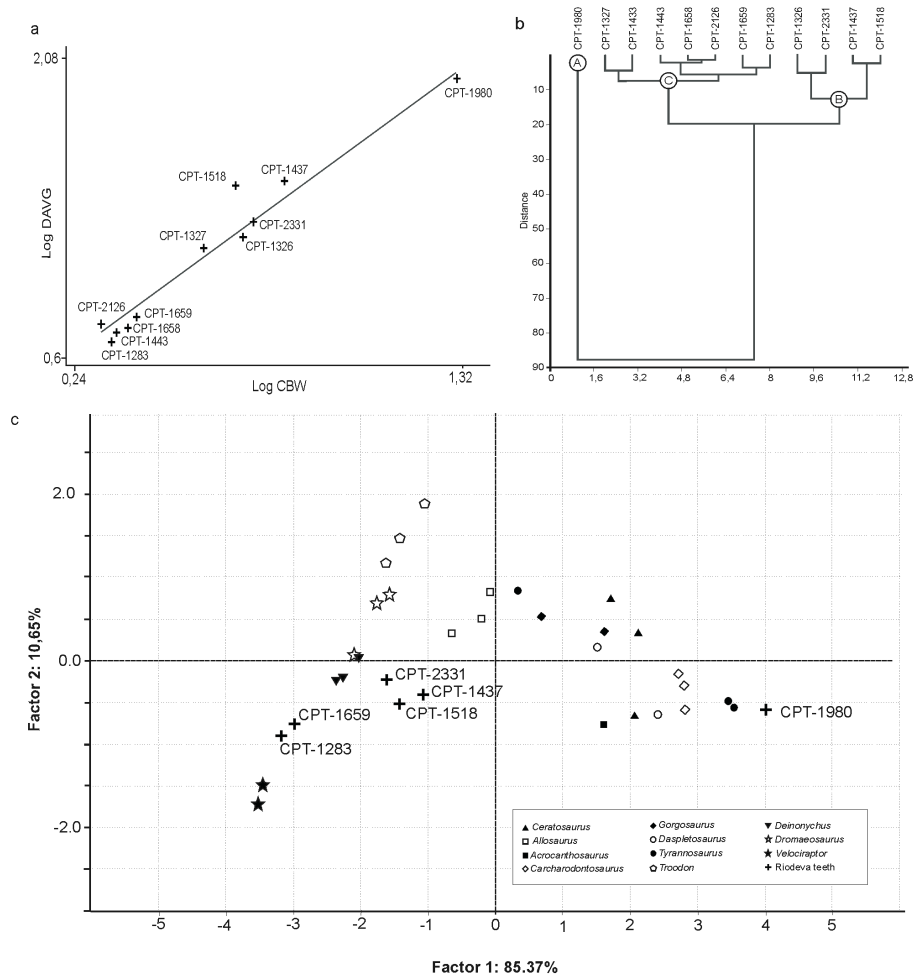 a
2,08
CPT-1980
CPT-1437
CPT-1518
CPT-2331
CPT-1327
CPT-1326
CPT-2126
CPT-1659
CPT-1658
CPT-1443
CPT-1283
0,6
0,24
1,32
Log CBW
Log DAVG
b
CPT-1980
CPT-1327
CPT-1433
CPT-1443
CPT-1658
CPT-2126
CPT-1659
CPT-1283
CPT-1326
CPT-2331
CPT-1437
CPT-1518
A
C
B
10
20
30
40
50
60
70
80
90
Distance
0 1,6 3,2 4,8 6,4 8 9,6 11,2 12,8
c
2.0
0.0
-2.0
Factor 2: 10,65%
CPT-2331
CPT-1437
CPT-1518
CPT-1659
CPT-1283
CPT-1980
Ceratosaurus
Allosaurus
Acrocanthosaurus
Carcharodontosaurus
Gorgosaurus
Daspletosaurus
Tyrannosaurus
Troodon
Deinonychus
Dromaeosaurus
Velociraptor
Riodeva teeth
-5 -4 -3 -2 -1 0 1 2 3 4 5
Factor 1: 85.37%